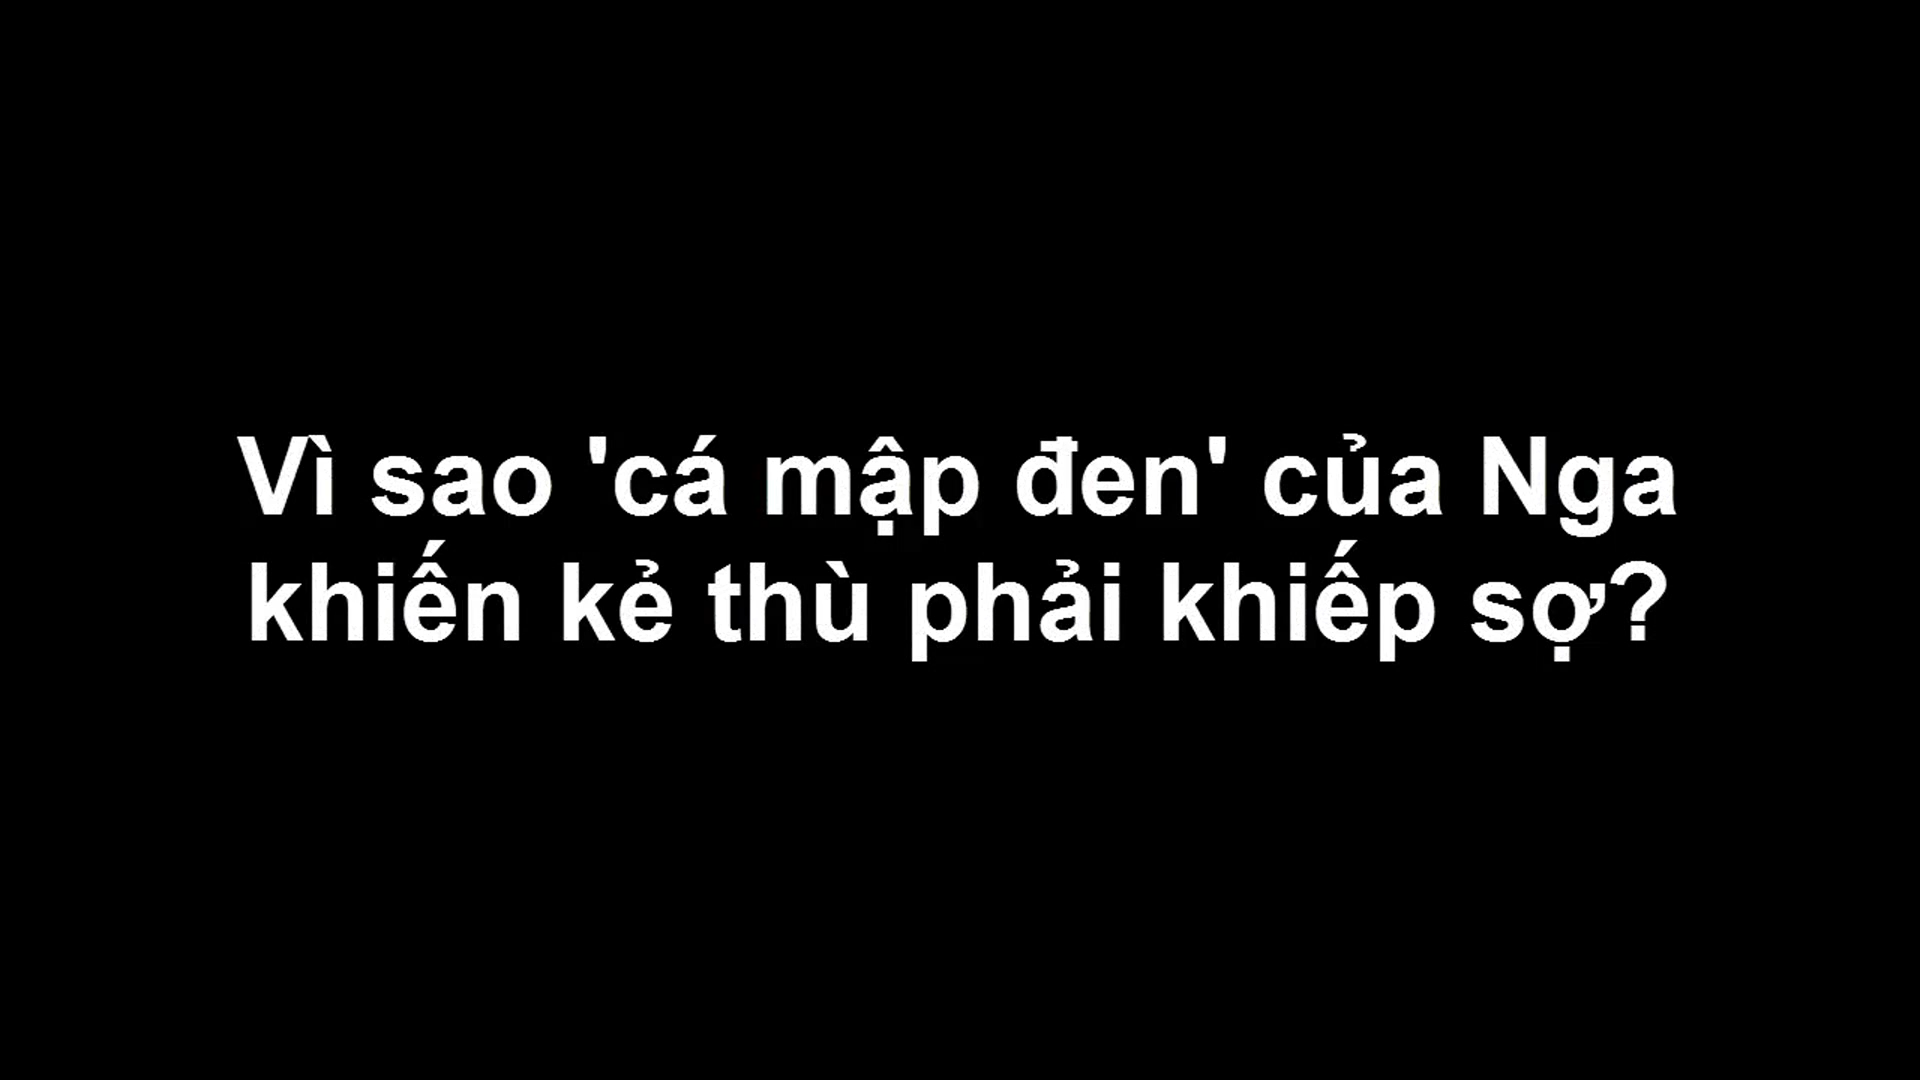 Vì sao 'cá mập đen' của Nga
khiến kẻ thù phải khiếp sợ?